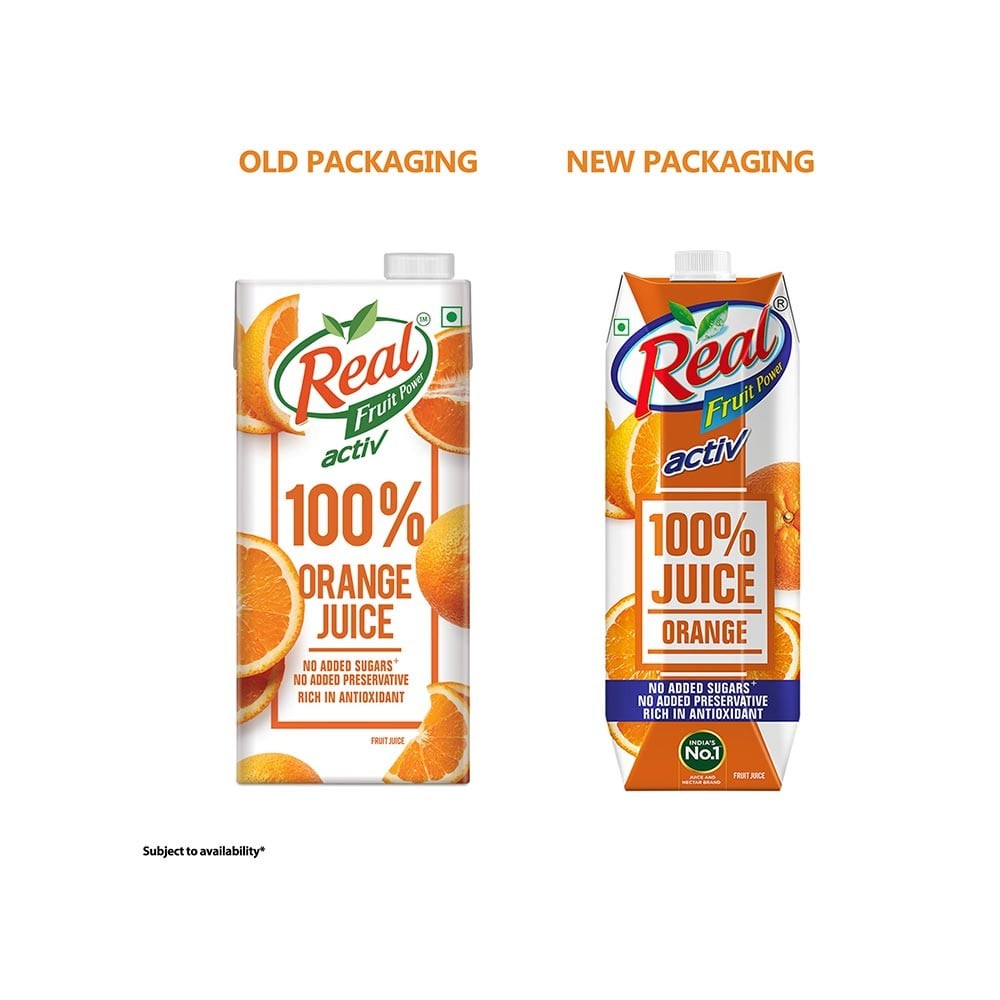 OLD PACKAGING
NEW PACKAGING
Real
TM
Fruit Power
activ
100%
ORANGE
JUICE
NO ADDED SUGARS+
NO ADDED PRESERVATIVE
RICH IN ANTIOXIDANT
FRUIT JUICE
Real
®
Fruit Power
activ
100%
JUICE
ORANGE
NO ADDED SUGARS+
NO ADDED PRESERVATIVE
RICH IN ANTIOXIDANT
INDIA'S
No.1
JUICE AND
NECTAR BRAND
FRUIT JUICE
Subject to availability*